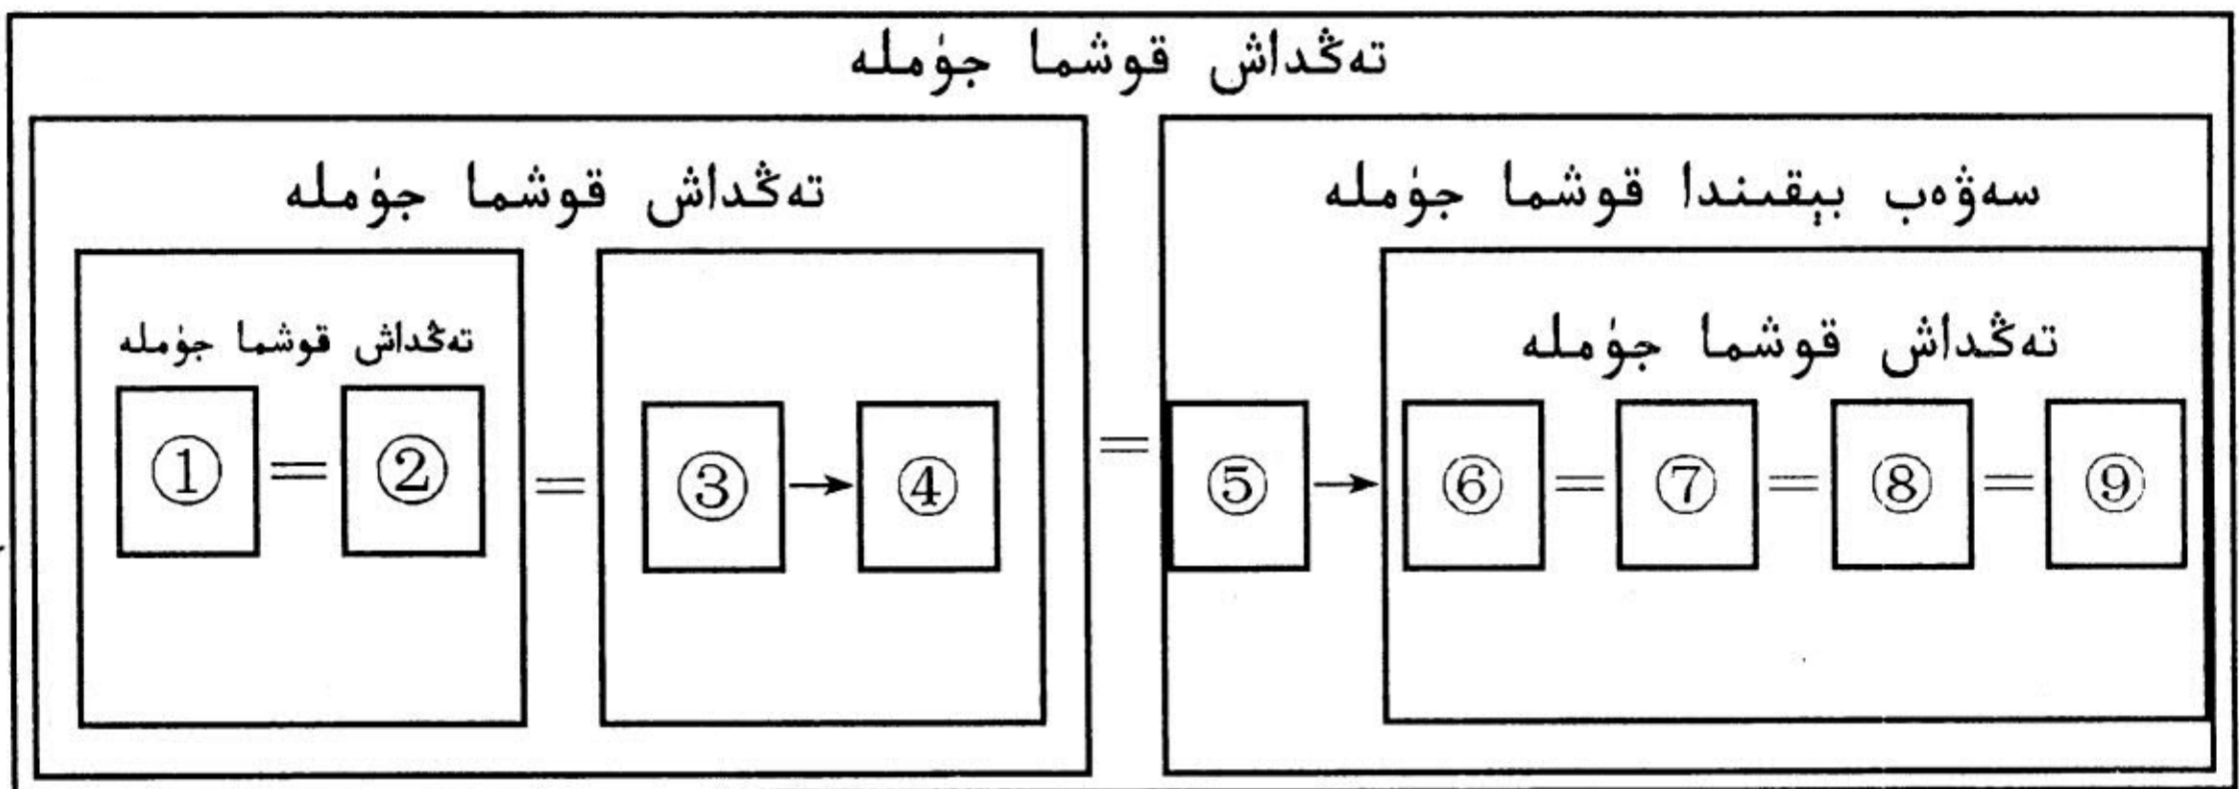 تەڭداش قوشما جۈملە
تەڭداش قوشما جۈملە
سەۋەب بېقىندا قوشما جۈملە
تەڭداش قوشما جۈملە
تەڭداش قوشما جۈملە
① = ② = ③ → ④ = ⑤ → ⑥ = ⑦ = ⑧ = ⑨